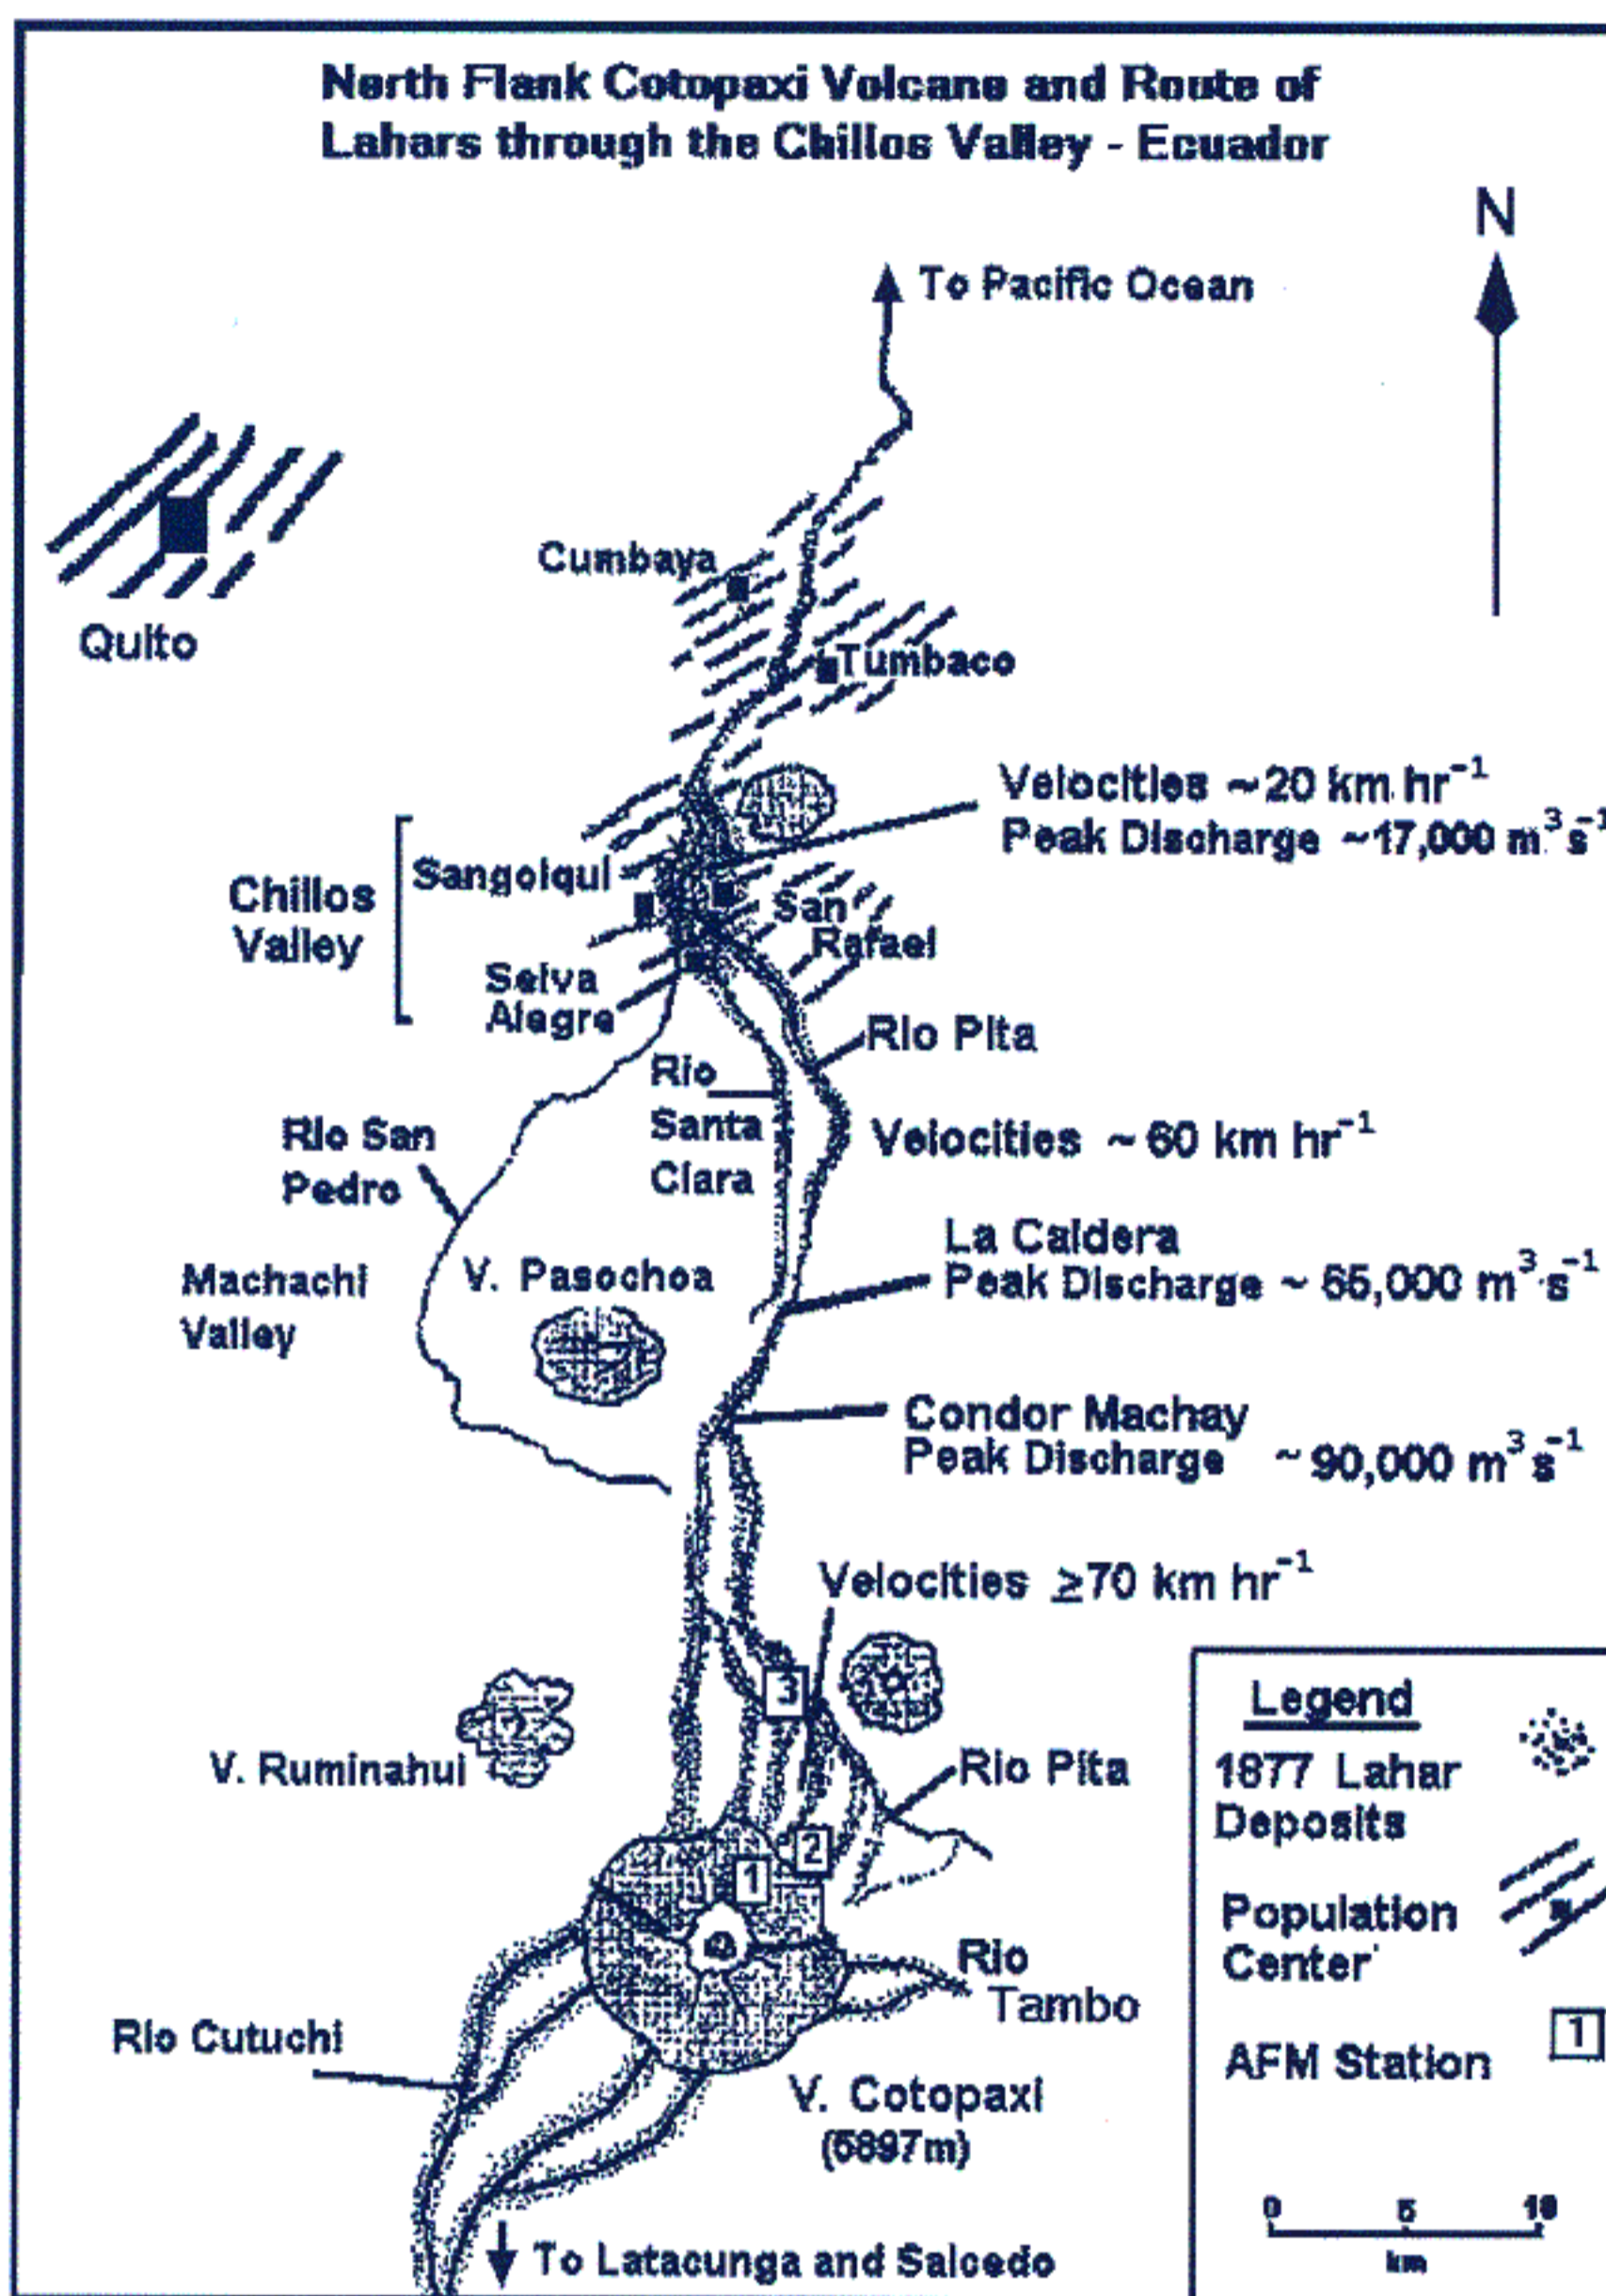 North Flank Cotopaxi Volcano and Route of
Lahars through the Chillos Valley - Ecuador
N
To Pacific Ocean
Cumbaya
Quito
Tumbaco
Velocities ~20 km hr⁻¹
Peak Discharge ~17,000 m³s⁻¹
Sangolqui
Chillos
Valley
San
Rafael
Selva
Alegre
Rio Pita
Rio
Santa
Clara
Rio San
Pedro
Velocities ~ 60 km hr⁻¹
La Caldera
Peak Discharge ~ 65,000 m³s⁻¹
Machachi
Valley
V. Pasochoa
Condor Machay
Peak Discharge ~ 90,000 m³s⁻¹
Velocities ≥70 km hr⁻¹
3
V. Ruminahui
Rio Pita
2
1
Rio
Tambo
Rio Cutuchi
V. Cotopaxi
(5897m)
To Latacunga and Salcedo
Legend
1877 Lahar
Deposits
Population
Center
AFM Station
1
0 5 10
km